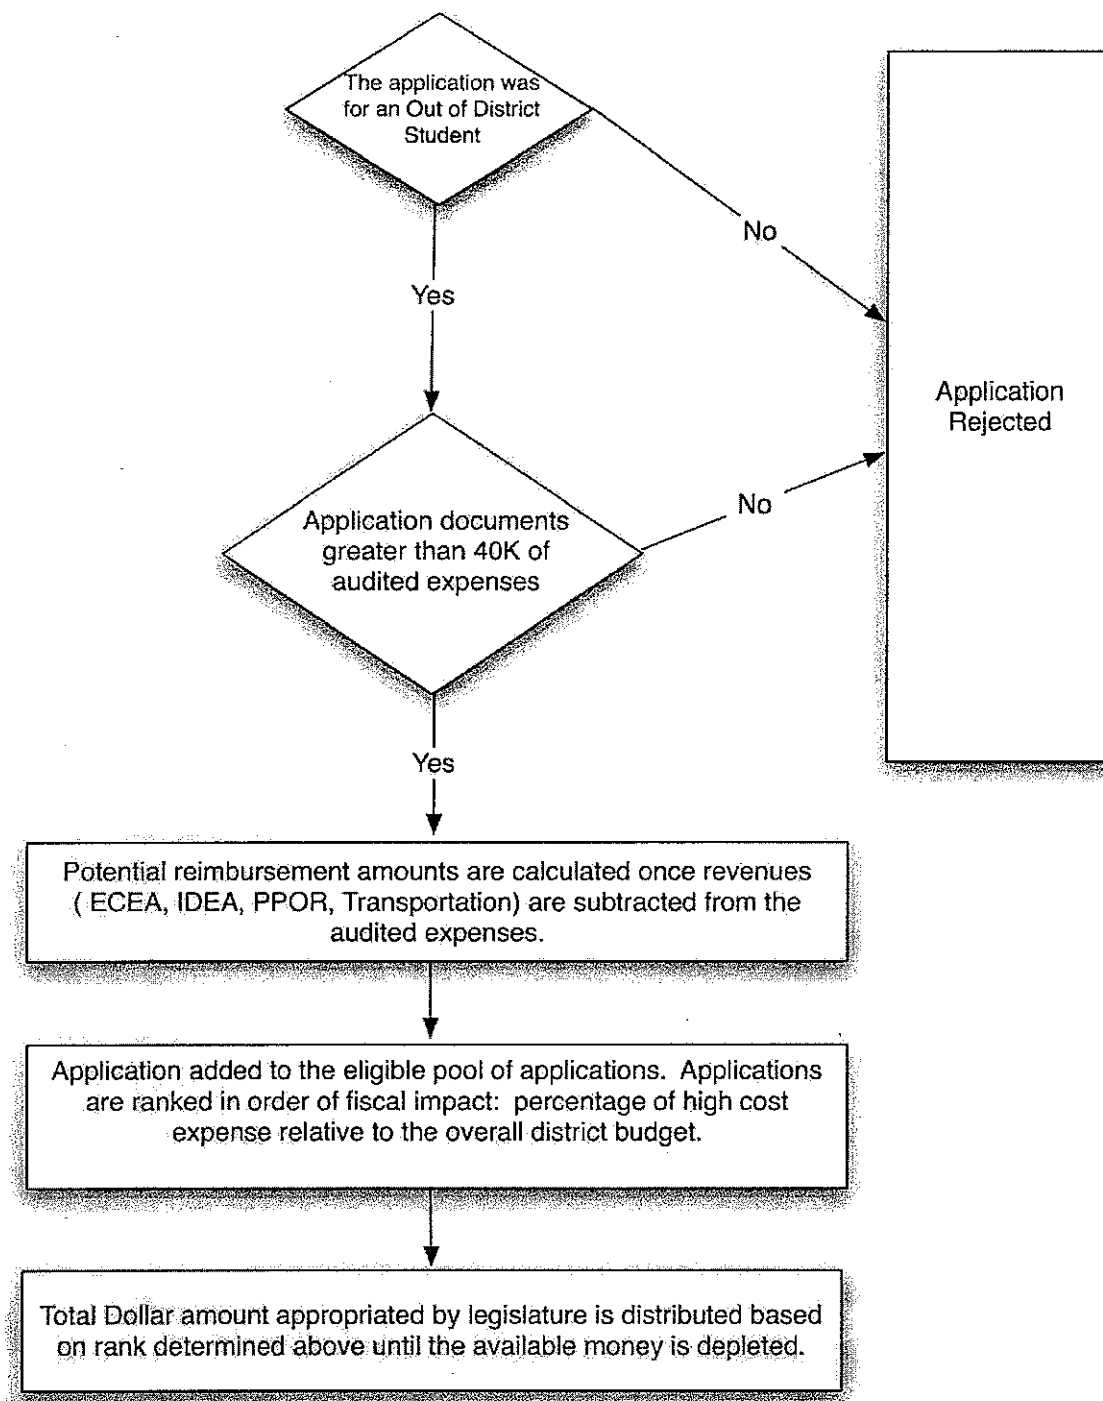 The application was
for an Out of District
Student
No
Yes
Application
Rejected
Application documents
greater than 40K of
audited expenses
No
Yes
Potential reimbursement amounts are calculated once revenues
( ECEA, IDEA, PPOR, Transportation) are subtracted from the
audited expenses.
Application added to the eligible pool of applications.  Applications
are ranked in order of fiscal impact:  percentage of high cost
expense relative to the overall district budget.
Total Dollar amount appropriated by legislature is distributed based
on rank determined above until the available money is depleted.